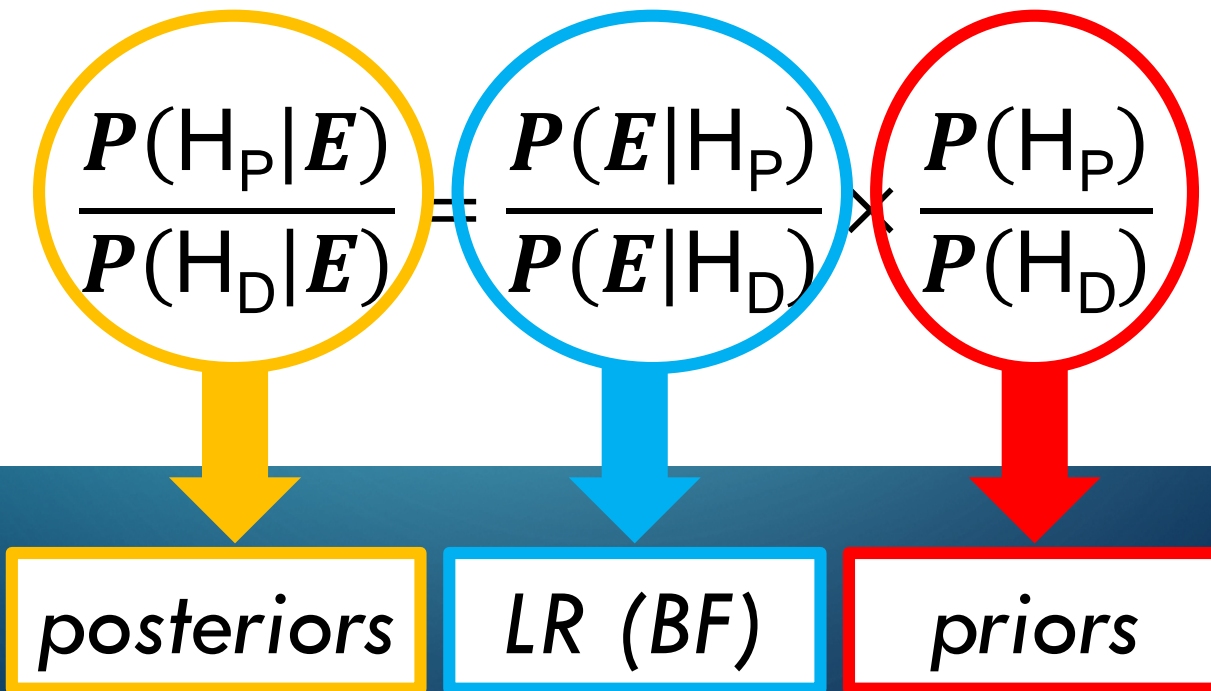 P(H_P|E) / P(H_D|E) = P(E|H_P) / P(E|H_D) × P(H_P) / P(H_D)
posteriors LR (BF) priors